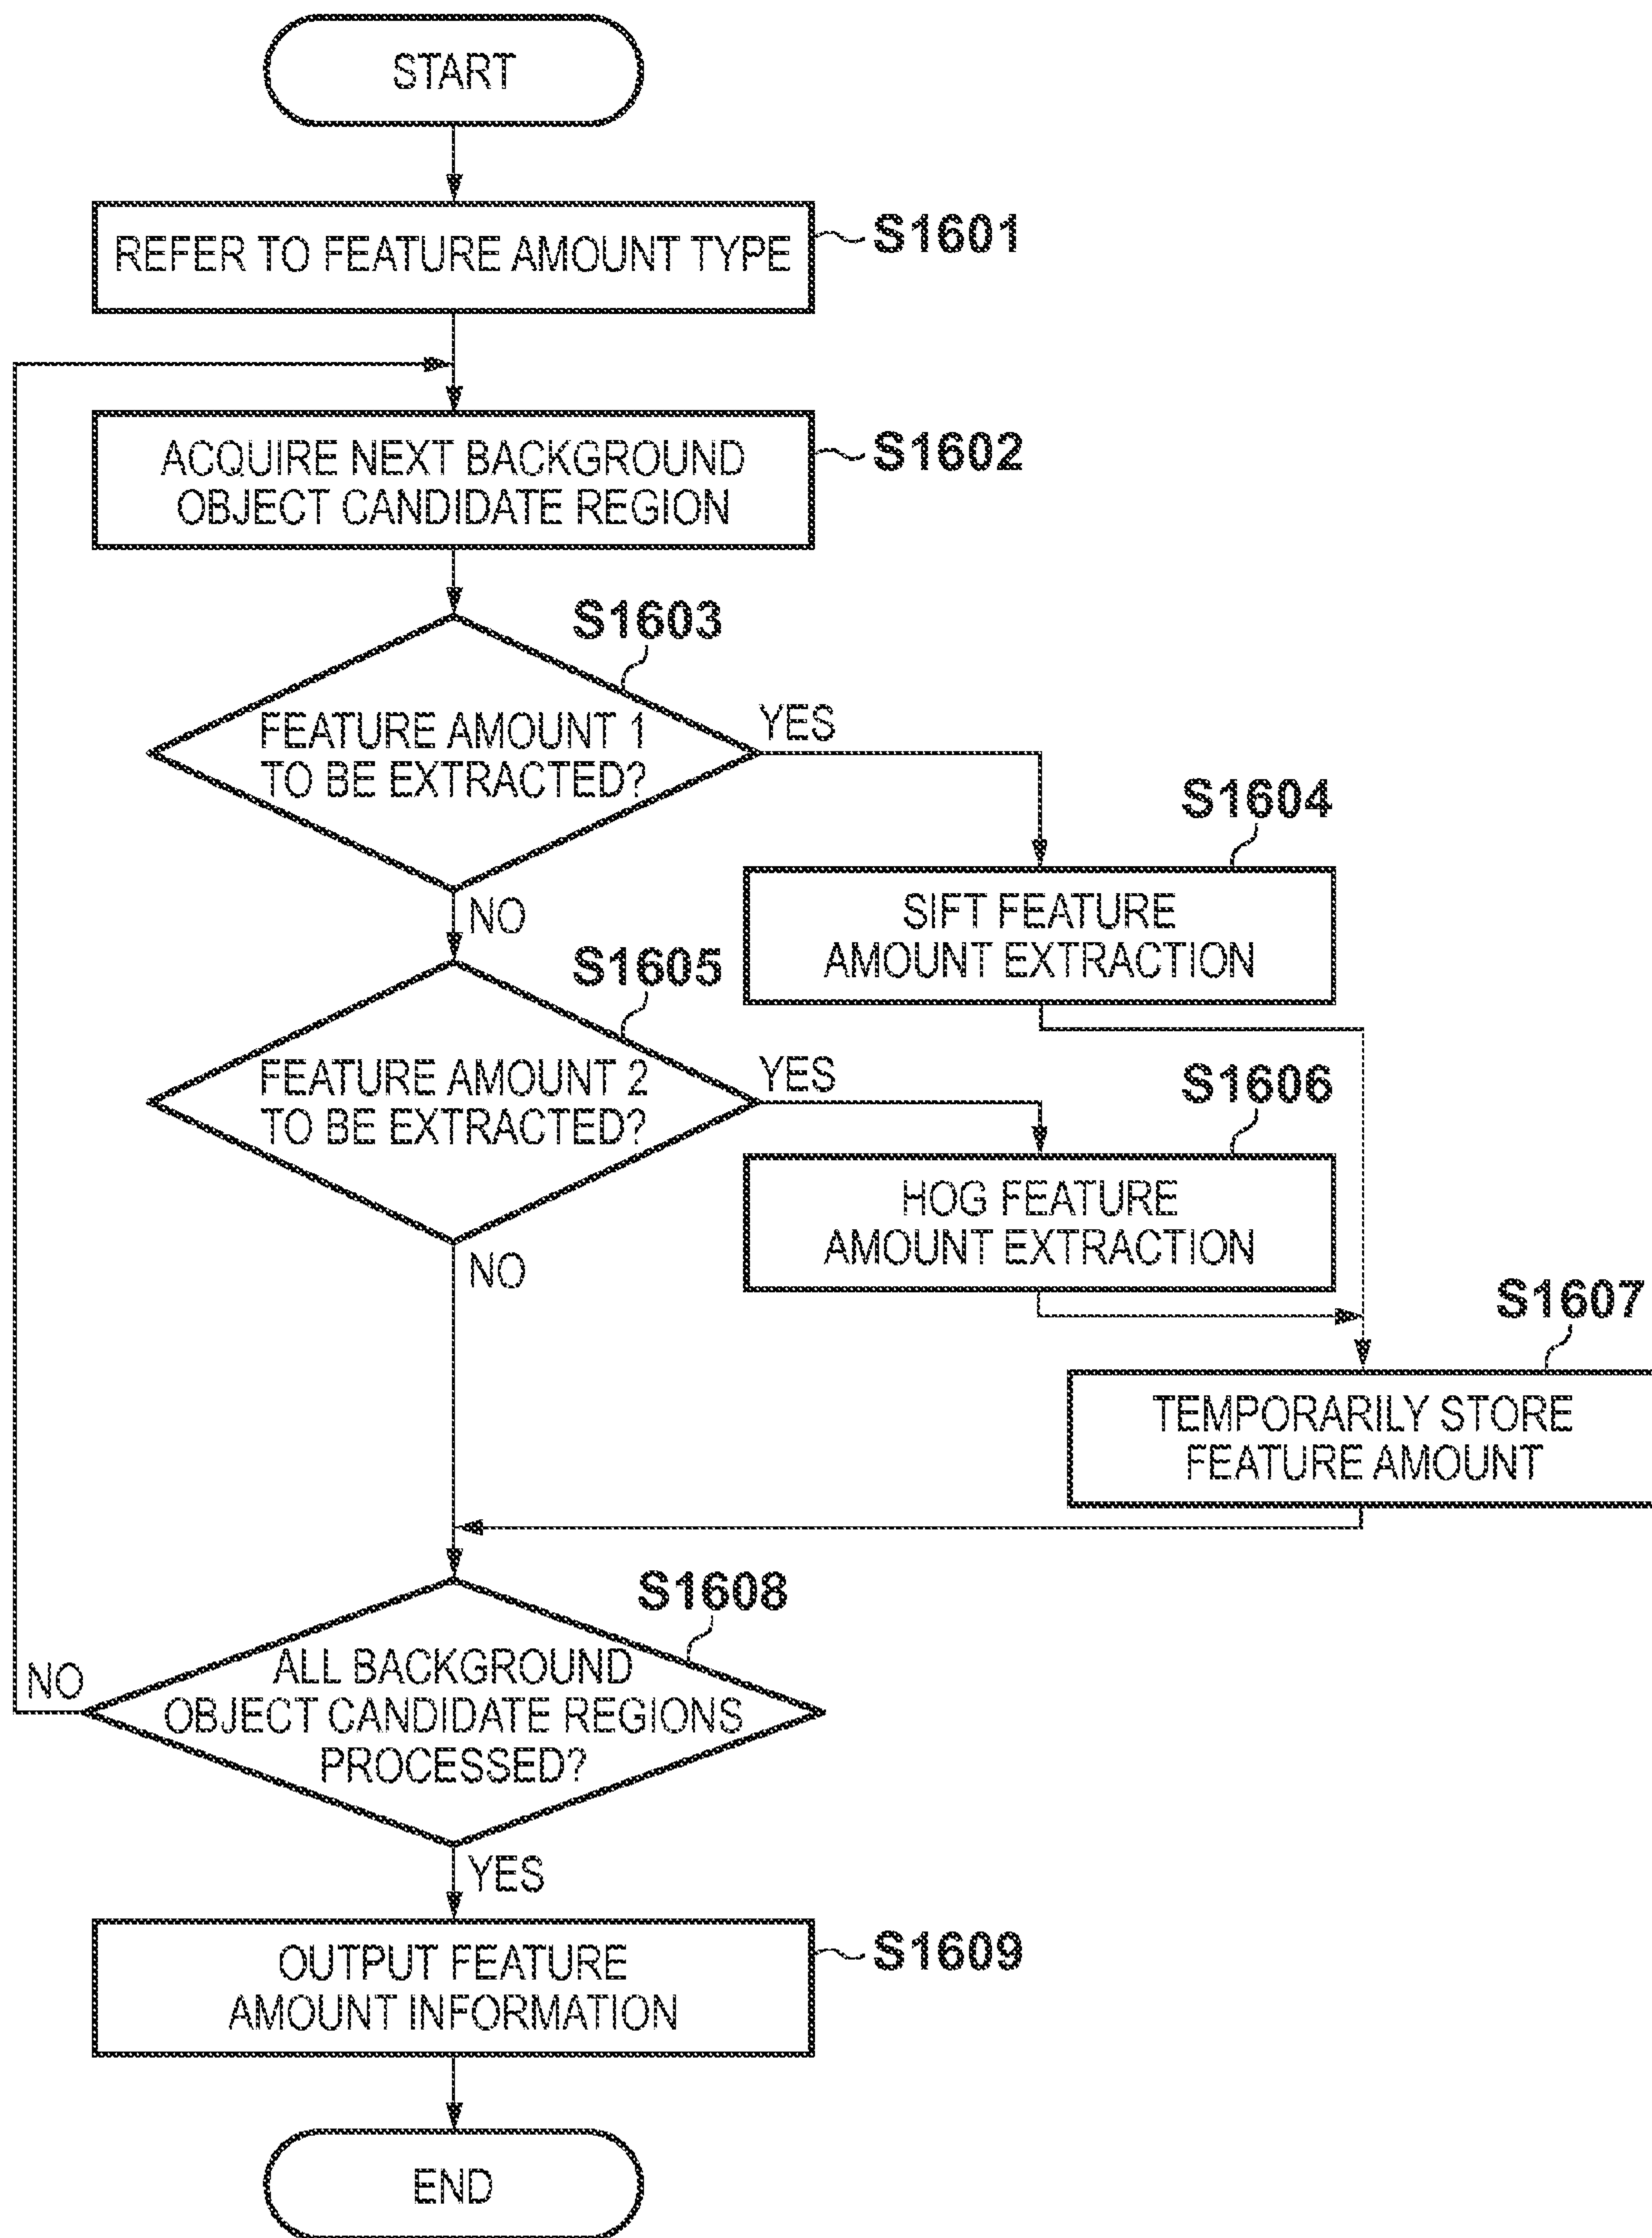 START
REFER TO FEATURE AMOUNT TYPE
S1601
ACQUIRE NEXT BACKGROUND
OBJECT CANDIDATE REGION
S1602
S1603
FEATURE AMOUNT 1
TO BE EXTRACTED?
YES
NO
S1604
SIFT FEATURE
AMOUNT EXTRACTION
S1605
FEATURE AMOUNT 2
TO BE EXTRACTED?
YES
NO
S1606
HOG FEATURE
AMOUNT EXTRACTION
S1607
TEMPORARILY STORE
FEATURE AMOUNT
S1608
ALL BACKGROUND
OBJECT CANDIDATE REGIONS
PROCESSED?
NO
YES
OUTPUT FEATURE
AMOUNT INFORMATION
S1609
END